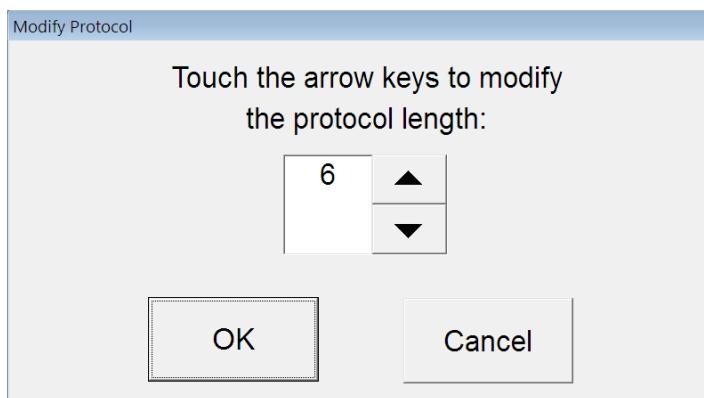 Modify Protocol
Touch the arrow keys to modify
the protocol length:
6
OK
Cancel